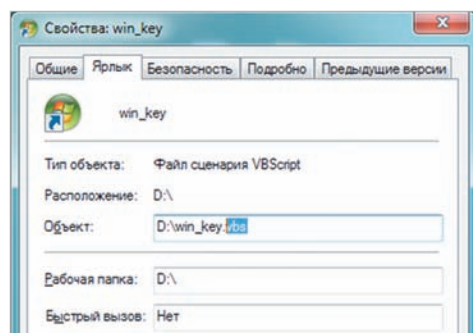 Свойства: win_key
Общие Ярлык Безопасность Подробно Предыдущие версии
win_key
Тип объекта: Файл сценария VBScript
Расположение: D:\
Объект: D:\win_key.vbs
Рабочая папка: D:\
Быстрый вызов: Нет